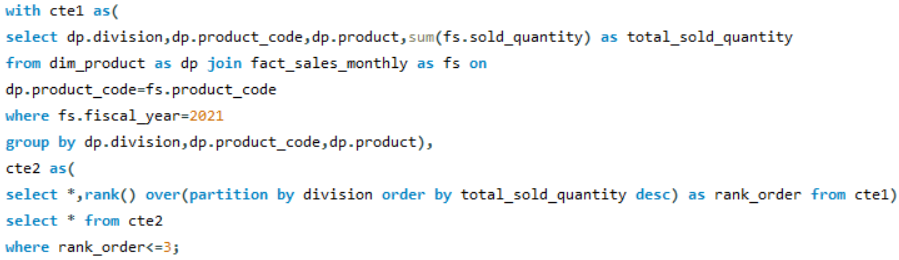 with cte1 as(
select dp.division,dp.product_code,dp.product,sum(fs.sold_quantity) as total_sold_quantity
from dim_product as dp join fact_sales_monthly as fs on
dp.product_code=fs.product_code
where fs.fiscal_year=2021
group by dp.division,dp.product_code,dp.product),
cte2 as(
select *,rank() over(partition by division order by total_sold_quantity desc) as rank_order from cte1)
select * from cte2
where rank_order<=3;